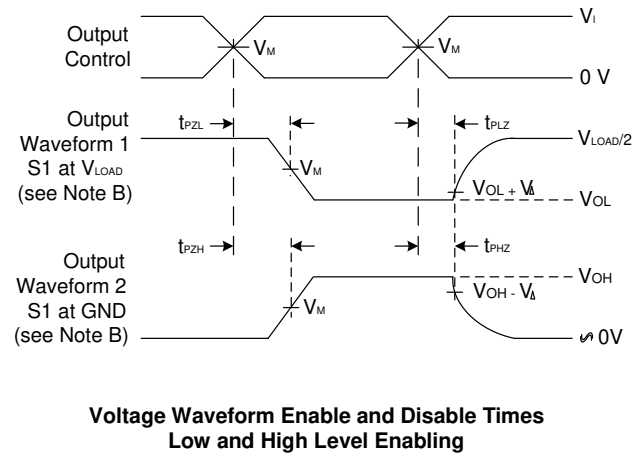 Output
Control
VM
VM
VI
0 V
Output
Waveform 1
S1 at VLOAD
(see Note B)
tPZL
VM
tPLZ
VLOAD/2
VOL + VΔ
VOL
Output
Waveform 2
S1 at GND
(see Note B)
tPZH
VM
tPHZ
VOH
VOH - VΔ
∽0V
Voltage Waveform Enable and Disable Times
Low and High Level Enabling